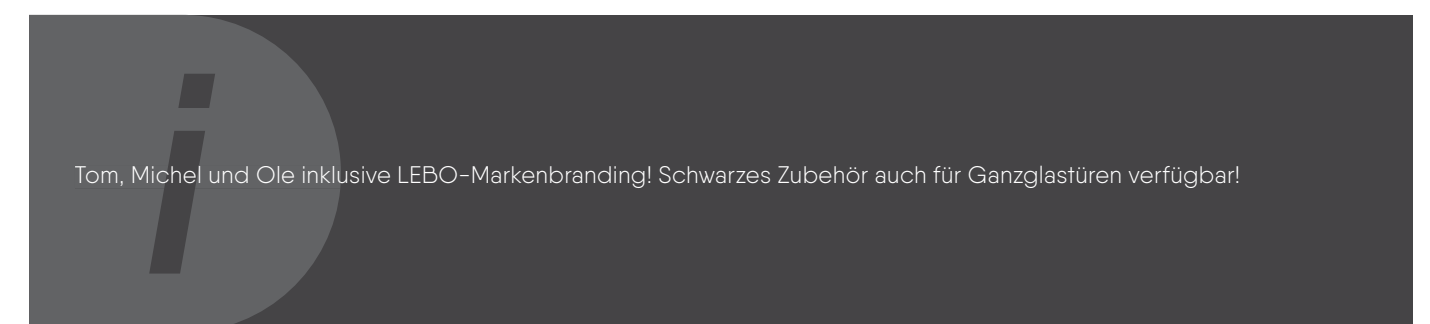 Tom, Michel und Ole inklusive LEBO-Markenbranding! Schwarzes Zubehör auch für Ganzglastüren verfügbar!